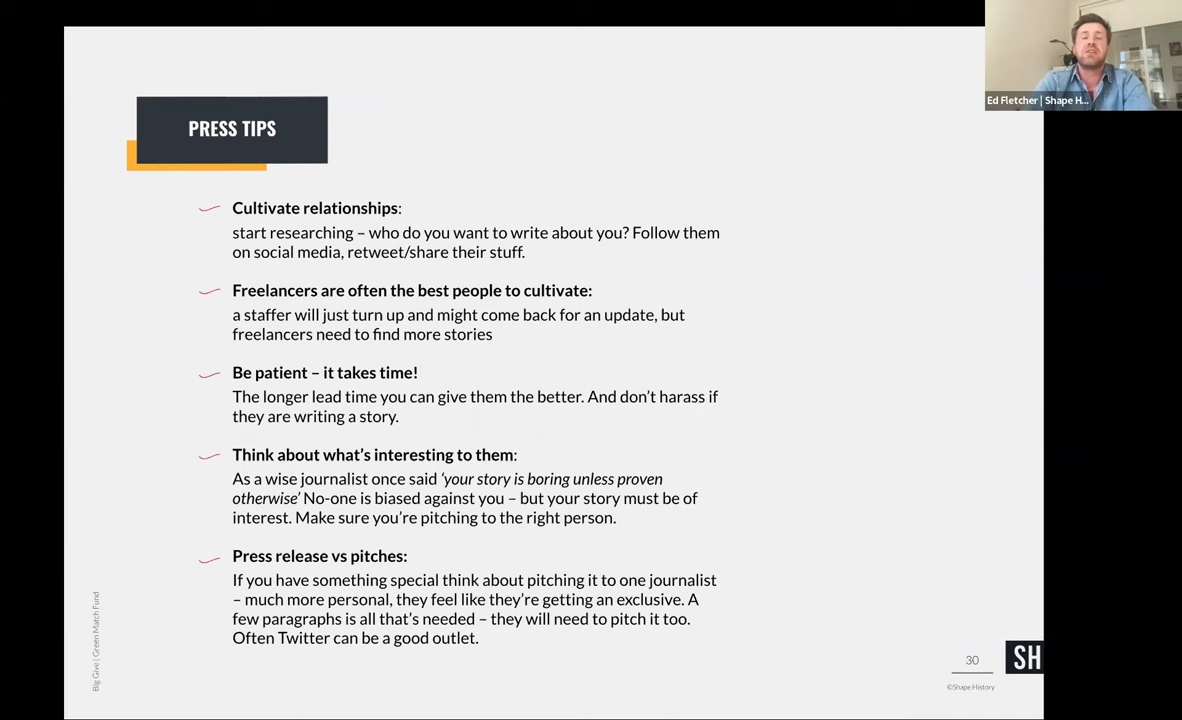 Ed Fletcher | Shape H...
PRESS TIPS
Cultivate relationships:
start researching – who do you want to write about you? Follow them
on social media, retweet/share their stuff.
Freelancers are often the best people to cultivate:
a staffer will just turn up and might come back for an update, but
freelancers need to find more stories
Be patient – it takes time!
The longer lead time you can give them the better. And don't harass if
they are writing a story.
Think about what's interesting to them:
As a wise journalist once said 'your story is boring unless proven
otherwise' No-one is biased against you – but your story must be of
interest. Make sure you're pitching to the right person.
Press release vs pitches:
If you have something special think about pitching it to one journalist
– much more personal, they feel like they're getting an exclusive. A
few paragraphs is all that's needed – they will need to pitch it too.
Often Twitter can be a good outlet.
Big Give | Green Match Fund
30
SH
©Shape History